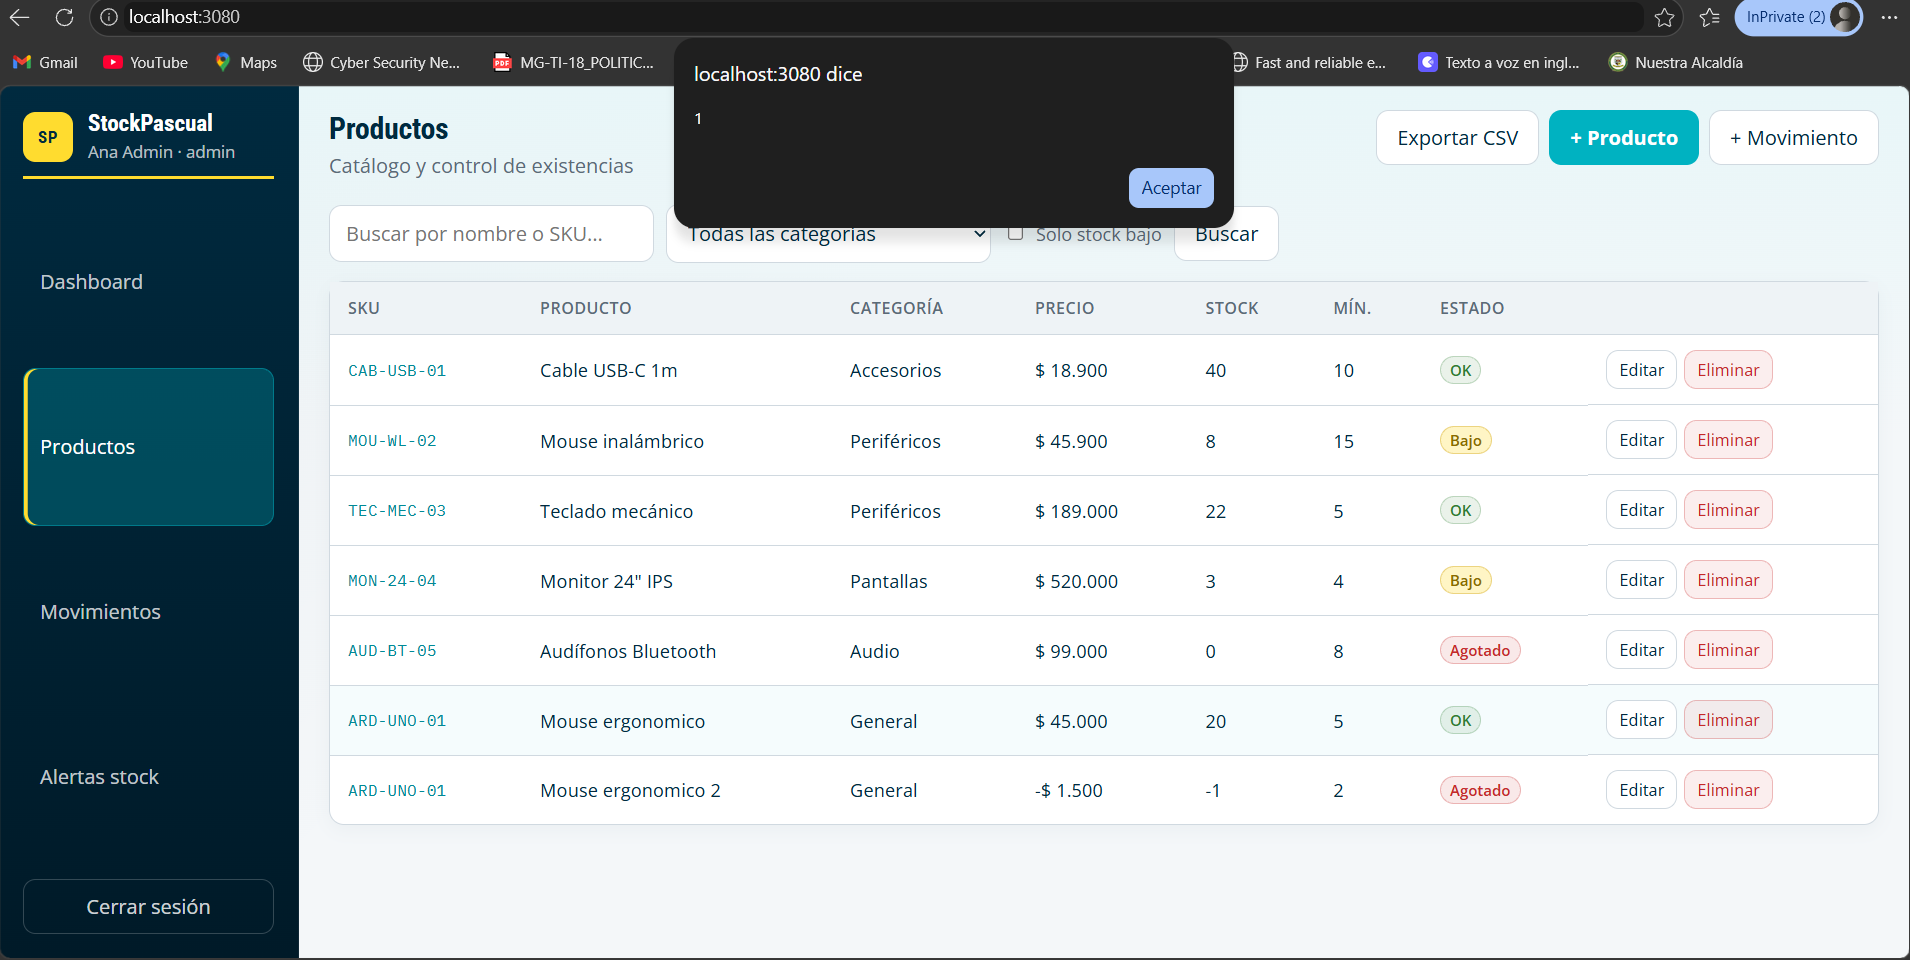 localhost:3080
InPrivate (2)
Gmail
YouTube
Maps
Cyber Security Ne...
MG-TI-18_POLITIC...
Fast and reliable e...
Texto a voz en ingl...
Nuestra Alcaldía
localhost:3080 dice
1
Aceptar
SP
StockPascual
Ana Admin · admin
Dashboard
Productos
Movimientos
Alertas stock
Cerrar sesión
Productos
Catálogo y control de existencias
Exportar CSV
+ Producto
+ Movimiento
Buscar por nombre o SKU...
Todas las categorías
Solo stock bajo
Buscar
SKU PRODUCTO CATEGORÍA PRECIO STOCK MÍN. ESTADO
CAB-USB-01 Cable USB-C 1m Accesorios $ 18.900 40 10 OK Editar Eliminar
MOU-WL-02 Mouse inalámbrico Periféricos $ 45.900 8 15 Bajo Editar Eliminar
TEC-MEC-03 Teclado mecánico Periféricos $ 189.000 22 5 OK Editar Eliminar
MON-24-04 Monitor 24" IPS Pantallas $ 520.000 3 4 Bajo Editar Eliminar
AUD-BT-05 Audífonos Bluetooth Audio $ 99.000 0 8 Agotado Editar Eliminar
ARD-UNO-01 Mouse ergonomico General $ 45.000 20 5 OK Editar Eliminar
ARD-UNO-01 Mouse ergonomico 2 General -$ 1.500 -1 2 Agotado Editar Eliminar